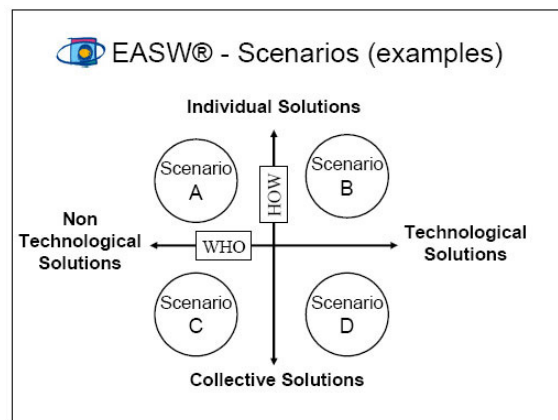 EASW® - Scenarios (examples)
Individual Solutions
Scenario
A
Scenario
B
HOW
Non
Technological
Solutions
WHO
Technological
Solutions
Scenario
C
Scenario
D
Collective Solutions